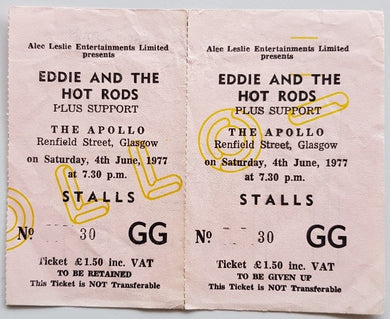 Alec Leslie Entertainments Limited
presents
EDDIE AND THE
HOT RODS
PLUS SUPPORT
THE APOLLO
Renfield Street, Glasgow
on Saturday, 4th June, 1977
at 7.30 p.m.
STALLS
No 30 GG
Ticket £1.50 inc. VAT
TO BE RETAINED
This Ticket is NOT Transferable
Alec Leslie Entertainments Limited
presents
EDDIE AND THE
HOT RODS
PLUS SUPPORT
THE APOLLO
Renfield Street, Glasgow
on Saturday, 4th June, 1977
at 7.30 p.m.
STALLS
No 30 GG
Ticket £1.50 inc. VAT
TO BE GIVEN UP
This Ticket is NOT Transferable